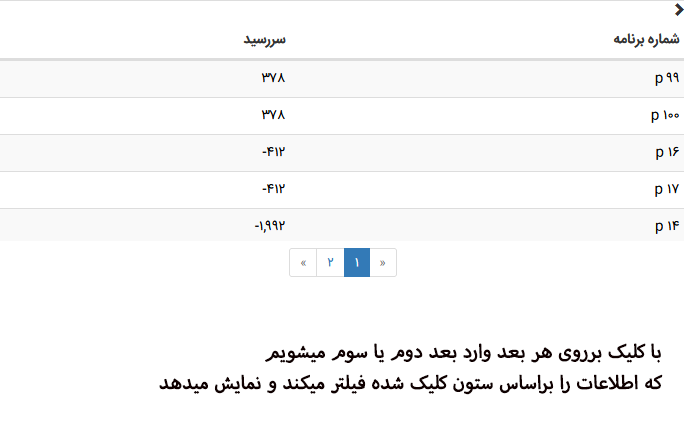 شماره برنامه سررسید
p ۹۹ ۳۷۸
p ۱۰۰ ۳۷۸
p ۱۶ -۴۱۲
p ۱۷ -۴۱۲
p ۱۴ -۱,۹۹۲
« ۱ ۲ »
با کلیک برروی هر بعد وارد بعد دوم یا سوم میشویم
که اطلاعات را براساس ستون کلیک شده فیلتر میکند و نمایش میدهد